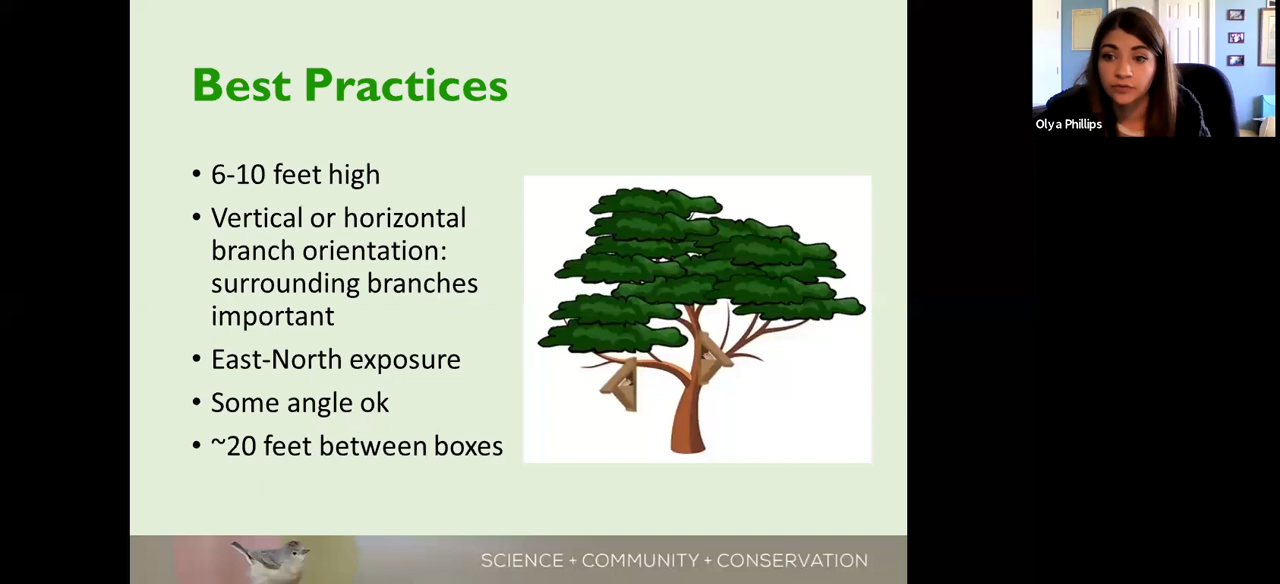 Best Practices
• 6-10 feet high
• Vertical or horizontal
branch orientation:
surrounding branches
important
• East-North exposure
• Some angle ok
• ~20 feet between boxes
SCIENCE + COMMUNITY + CONSERVATION
Olya Phillips